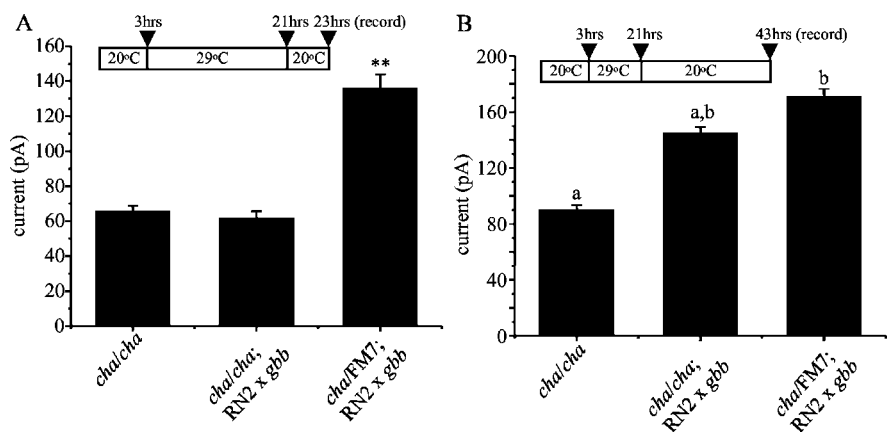 A
3hrs 21hrs 23hrs (record)
20°C 29°C 20°C
160
140
120
100
80
60
40
20
0
current (pA)
**
cha/cha
cha/cha;
RN2 x gbb
cha/FM7;
RN2 x gbb
B
3hrs 21hrs 43hrs (record)
20°C 29°C 20°C
200
160
120
80
40
0
current (pA)
a
a,b
b
cha/cha
cha/cha;
RN2 x gbb
cha/FM7;
RN2 x gbb